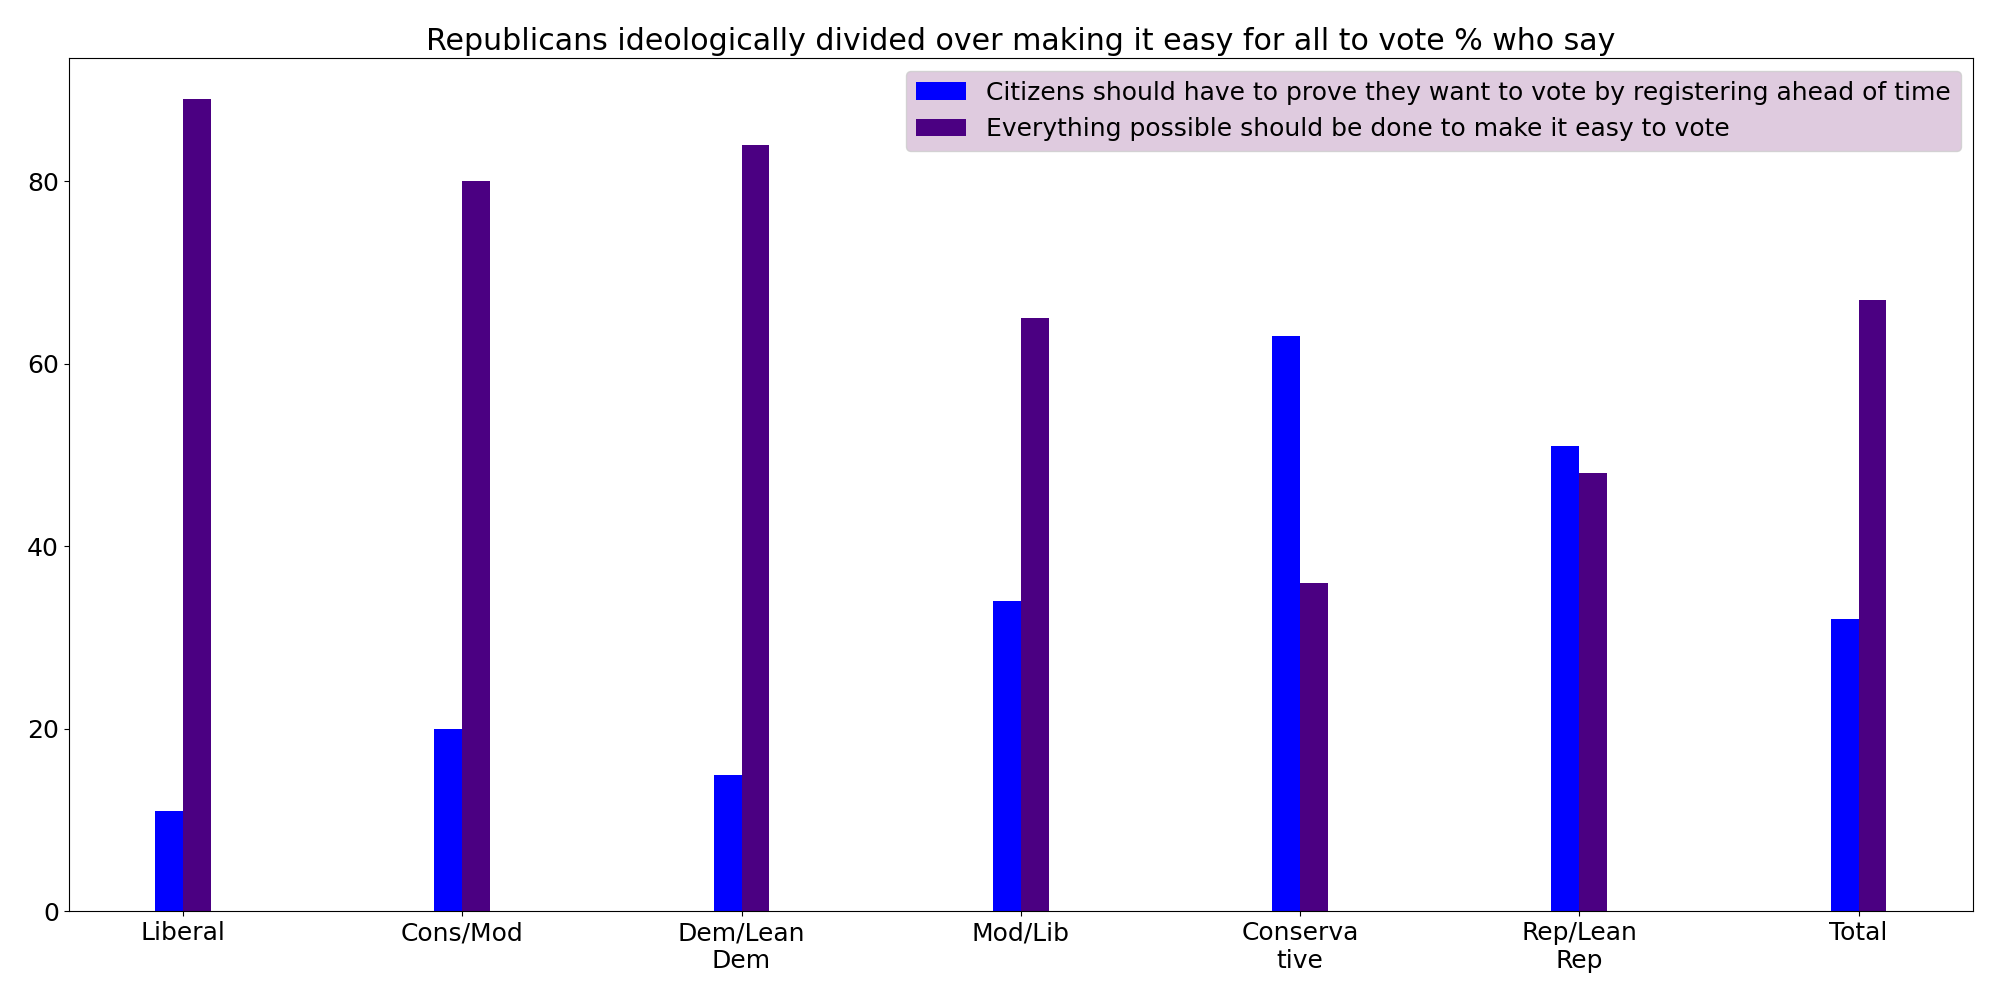 Republicans ideologically divided over making it easy for all to vote % who say
Citizens should have to prove they want to vote by registering ahead of time
Everything possible should be done to make it easy to vote
80
60
40
20
0
Liberal
Cons/Mod
Dem/Lean
Dem
Mod/Lib
Conserva
tive
Rep/Lean
Rep
Total